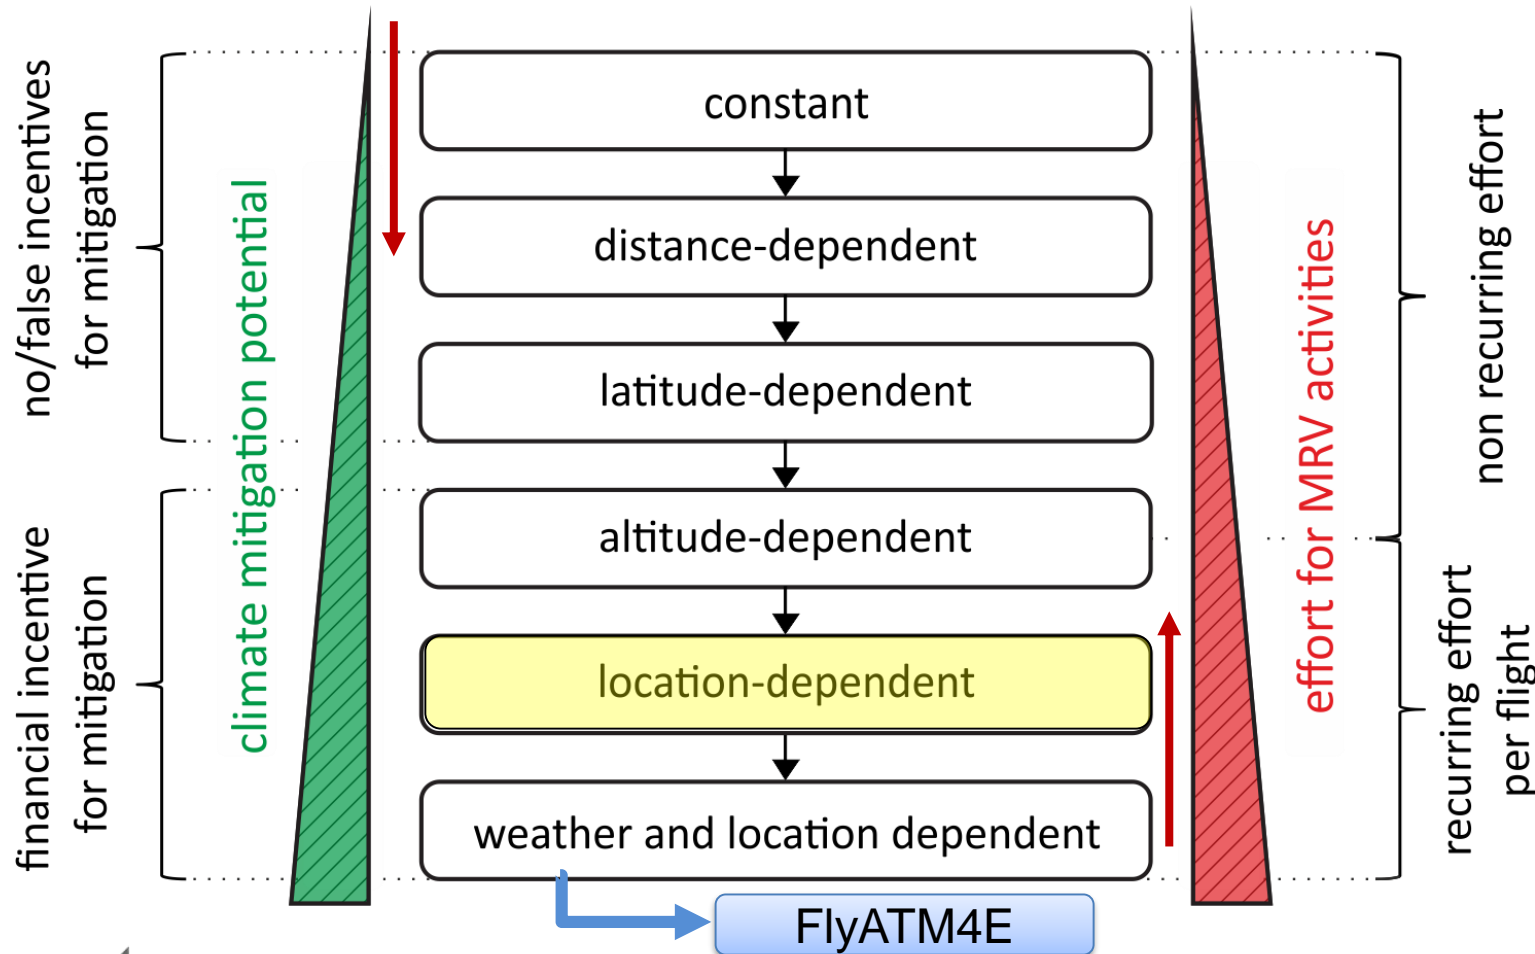 no/false incentives
for mitigation
financial incentive
for mitigation
climate mitigation potential
constant
distance-dependent
latitude-dependent
altitude-dependent
location-dependent
weather and location dependent
FlyATM4E
effort for MRV activities
non recurring effort
recurring effort
per flight